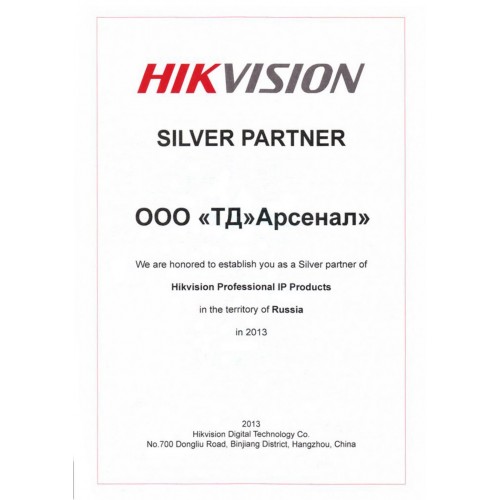 HIKVISION
SILVER PARTNER
ООО «ТД»Арсенал»
We are honored to establish you as a Silver partner of
Hikvision Professional IP Products
in the territory of Russia
in 2013
2013
Hikvision Digital Technology Co.
No.700 Dongliu Road, Binjiang District, Hangzhou, China